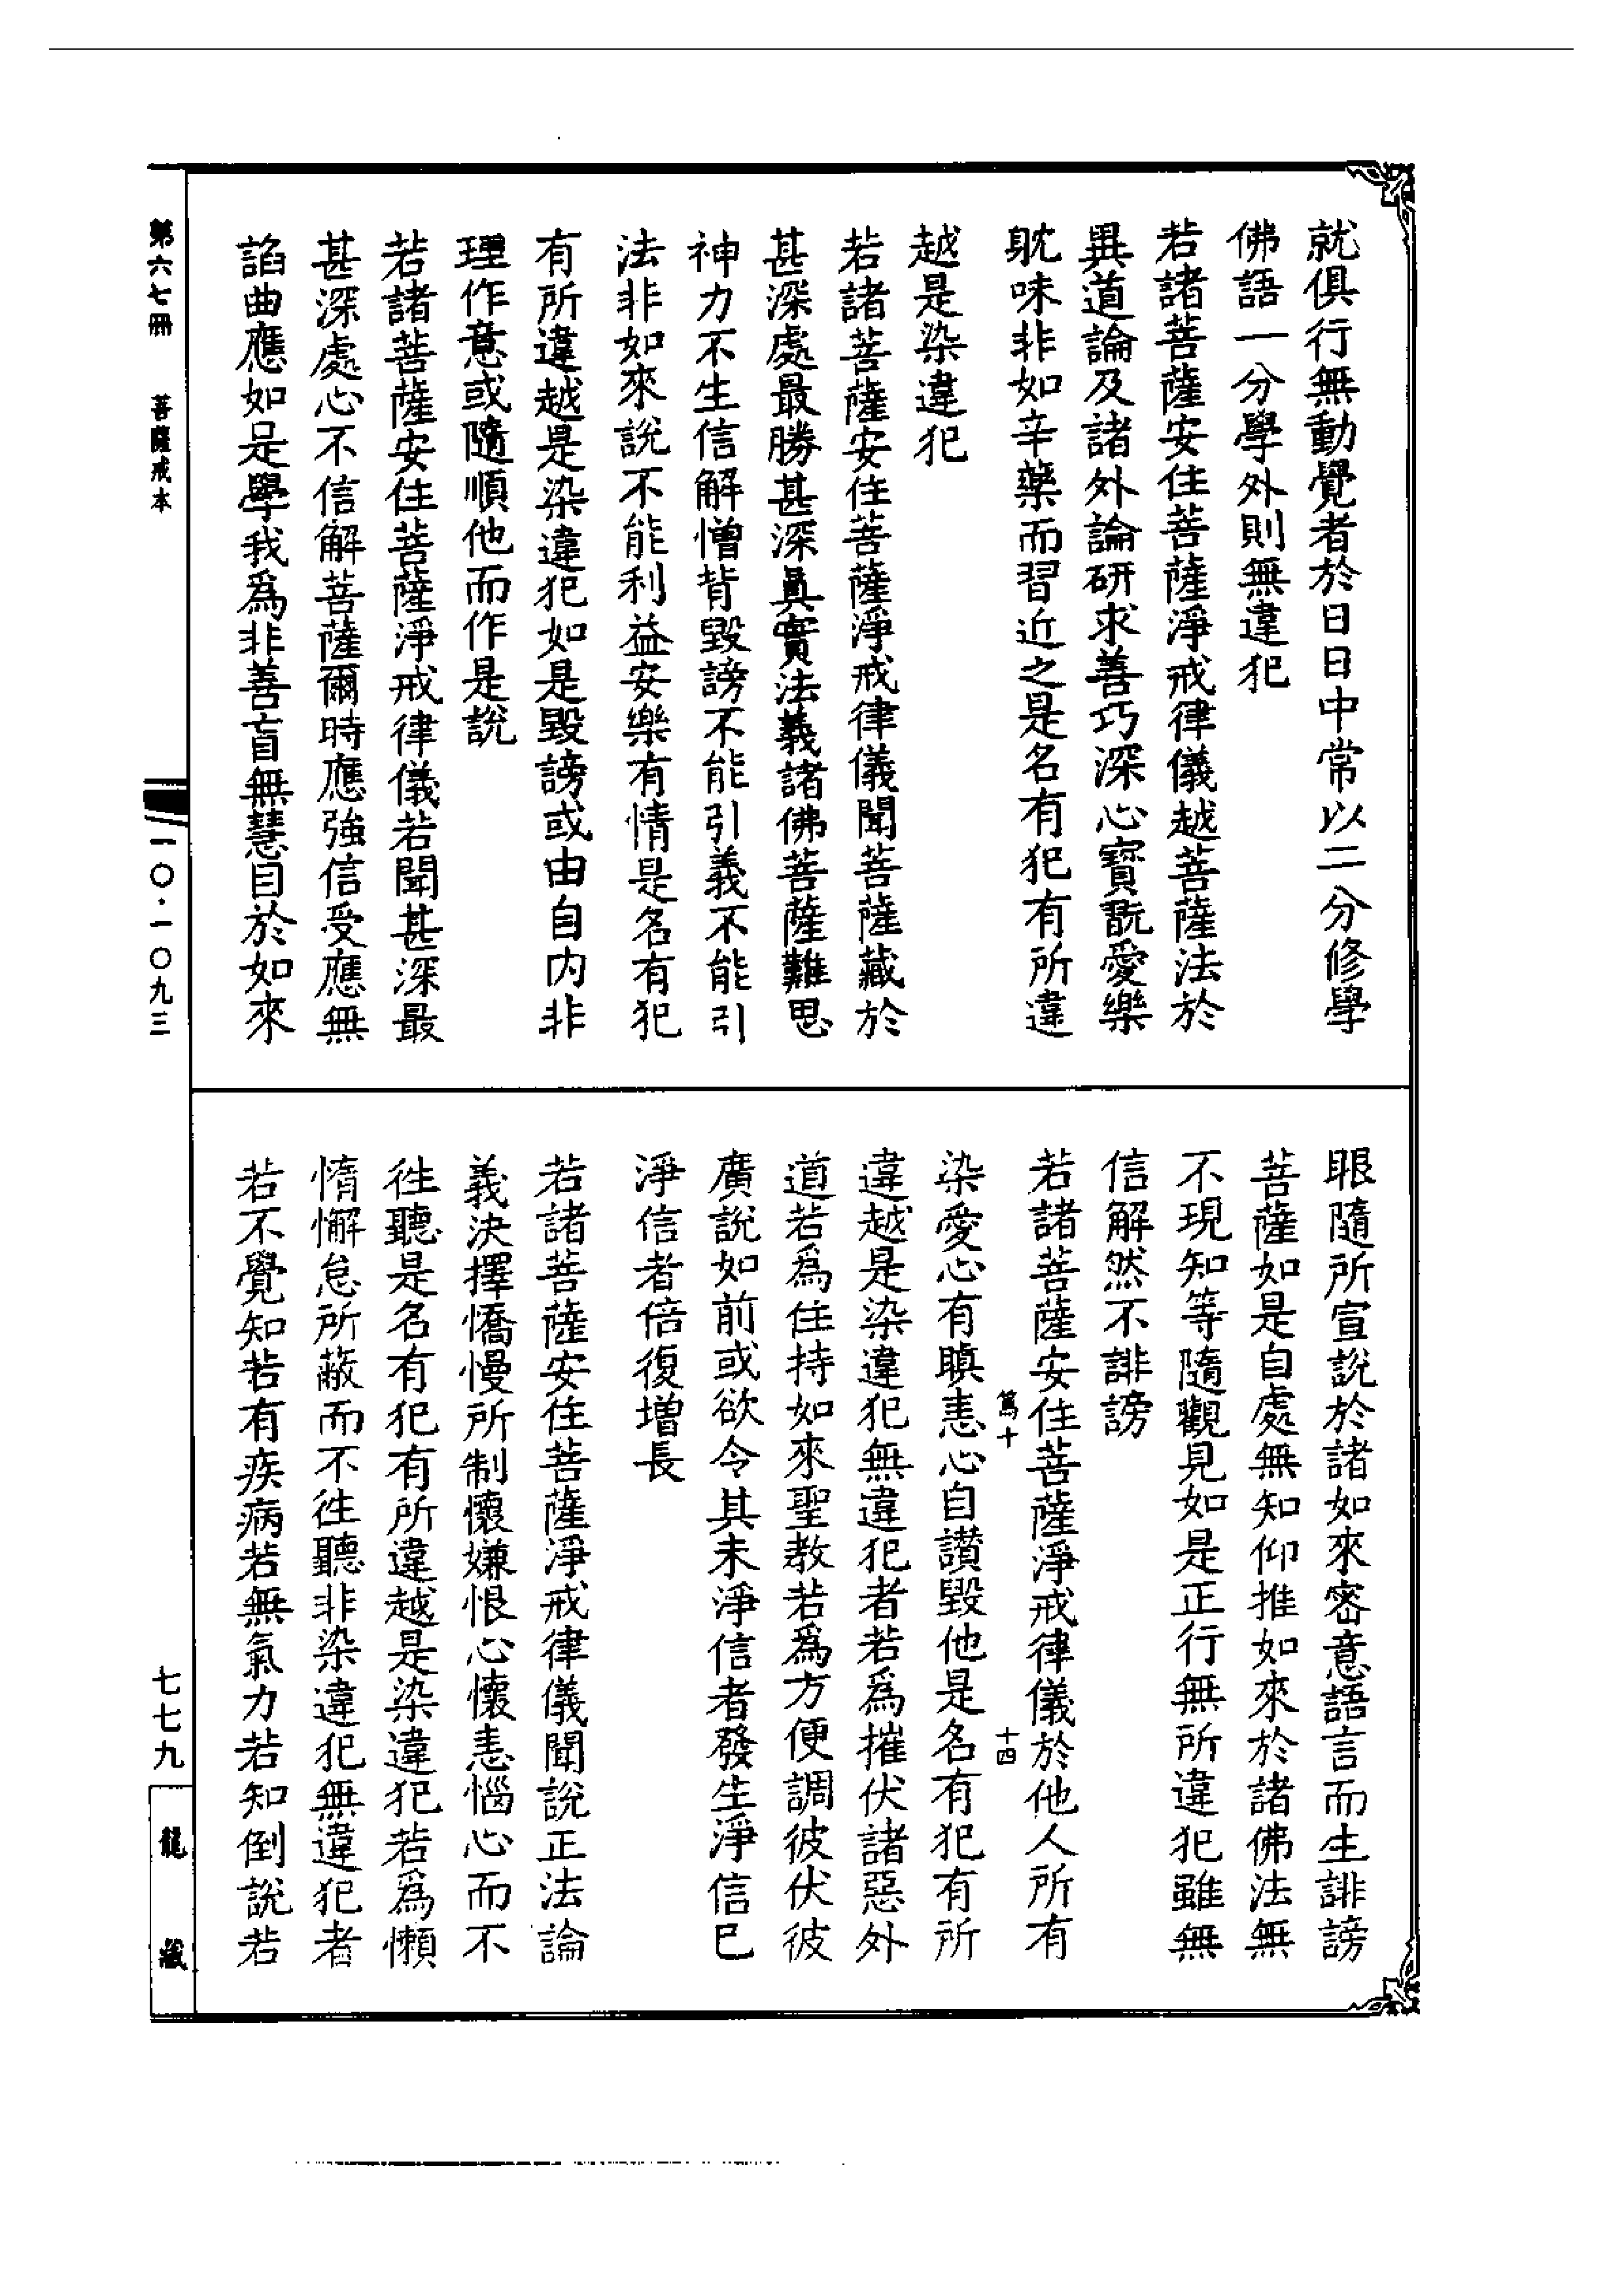 就俱行無動覺者於日日中常以二分修學
佛語一分學外則無違犯
若諸菩薩安住菩薩淨戒律儀越菩薩法於
異道論及諸外論研求善巧深心寶翫愛樂
躭味非如辛藥而習近之是名有犯有所違
越是染違犯
若諸菩薩安住菩薩淨戒律儀聞菩薩藏於
甚深處最勝甚深真實法義諸佛菩薩難思
神力不生信解憎背毀謗不能引義不能引
法非如來說不能利益安樂有情是名有犯
有所違越是染違犯如是毀謗或由自內非
理作意或隨順他而作是說
若諸菩薩安住菩薩淨戒律儀若聞甚深最
甚深處心不信解菩薩爾時應強信受應無
諂曲應如是學我為非善盲無慧目於如來
眼隨所宣說於諸如來密意語言而生誹謗
菩薩如是自處無知仰推如來於諸佛法無
不現知等隨觀見如是正行無所違犯雖無
信解然不誹謗
若諸菩薩安住菩薩淨戒律儀於他人所有
篤十
十四
染愛心有瞋恚心自讚毀他是名有犯有所
違越是染違犯無違犯者若為摧伏諸惡外
道若為住持如來聖教若為方便調彼伏彼
廣說如前或欲令其未淨信者發生淨信已
淨信者倍復增長
若諸菩薩安住菩薩淨戒律儀聞說正法論
義決擇憍慢所制懷嫌恨心懷恚惱心而不
往聽是名有犯有所違越是染違犯若為懶
惰懈怠所蔽而不往聽非染違犯無違犯者
若不覺知若有疾病若無氣力若知倒說若
第六七冊
菩薩戒本
一〇·一〇九三
七七九
龍藏